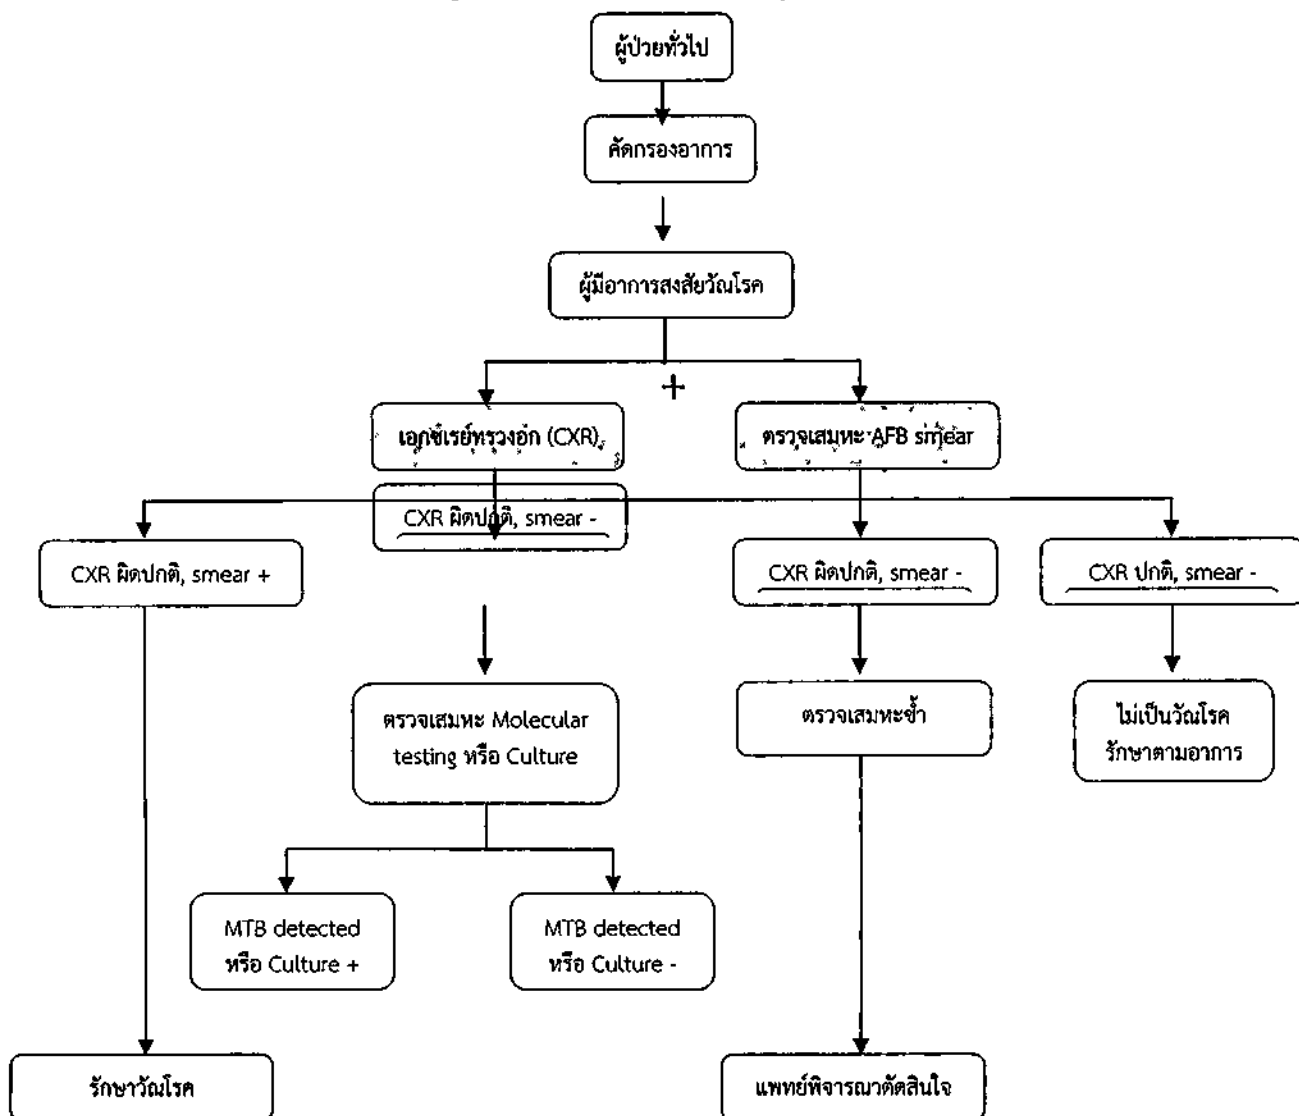 ผู้ป่วยทั่วไป
คัดกรองอาการ
ผู้มีอาการสงสัยวัณโรค
+
เอกซเรย์ทรวงอก (CXR)
ตรวจเสมหะ AFB smear
CXR ผิดปกติ, smear -
CXR ผิดปกติ, smear +
CXR ผิดปกติ, smear -
CXR ปกติ, smear -
ตรวจเสมหะ Molecular
testing หรือ Culture
ตรวจเสมหะซ้ำ
ไม่เป็นวัณโรค
รักษาตามอาการ
MTB detected
หรือ Culture +
MTB detected
หรือ Culture -
รักษาวัณโรค
แพทย์พิจารณาตัดสินใจ